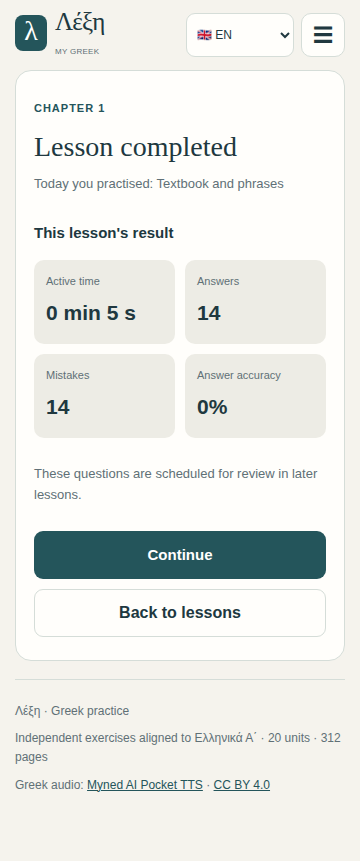 λ
Λέξη
MY GREEK
🇬🇧 EN
CHAPTER 1
Lesson completed
Today you practised: Textbook and phrases
This lesson's result
Active time
0 min 5 s
Answers
14
Mistakes
14
Answer accuracy
0%
These questions are scheduled for review in later
lessons.
Continue
Back to lessons
Λέξη · Greek practice
Independent exercises aligned to Ελληνικά Α΄ · 20 units · 312
pages
Greek audio: Myned AI Pocket TTS · CC BY 4.0